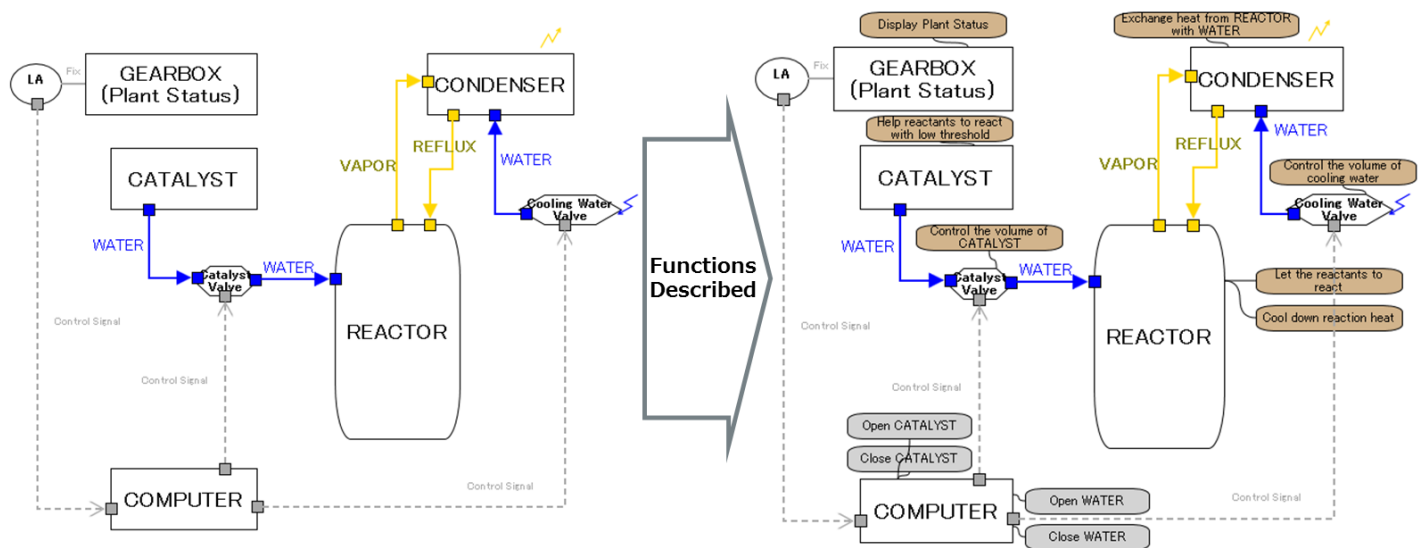 LA
Fix
GEARBOX
(Plant Status)
CONDENSER
VAPOR
REFLUX
WATER
CATALYST
Cooling Water
Valve
WATER
Catalyst
Valve
WATER
REACTOR
Control Signal
Control Signal
Control Signal
COMPUTER
Functions
Described
Display Plant Status
Exchange heat from REACTOR
with WATER
LA
Fix
GEARBOX
(Plant Status)
CONDENSER
Help reactants to react
with low threshold
VAPOR
REFLUX
WATER
CATALYST
Control the volume of
cooling water
Cooling Water
Valve
Control the volume of
CATALYST
WATER
Catalyst
Valve
WATER
Let the reactants to
react
Cool down reaction heat
REACTOR
Control Signal
Control Signal
Open CATALYST
Close CATALYST
COMPUTER
Open WATER
Control Signal
Close WATER